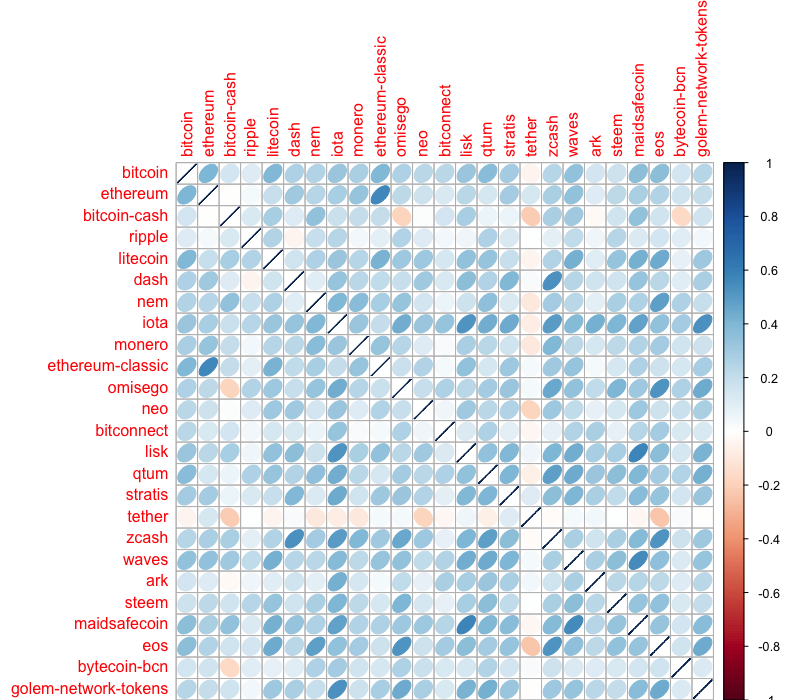 bitcoin
ethereum
bitcoin-cash
ripple
litecoin
dash
nem
iota
monero
ethereum-classic
omisego
neo
bitconnect
lisk
qtum
stratis
tether
zcash
waves
ark
steem
maidsafecoin
eos
bytecoin-bcn
golem-network-tokens
bitcoin
ethereum
bitcoin-cash
ripple
litecoin
dash
nem
iota
monero
ethereum-classic
omisego
neo
bitconnect
lisk
qtum
stratis
tether
zcash
waves
ark
steem
maidsafecoin
eos
bytecoin-bcn
golem-network-tokens
1
0.8
0.6
0.4
0.2
0
-0.2
-0.4
-0.6
-0.8
-1